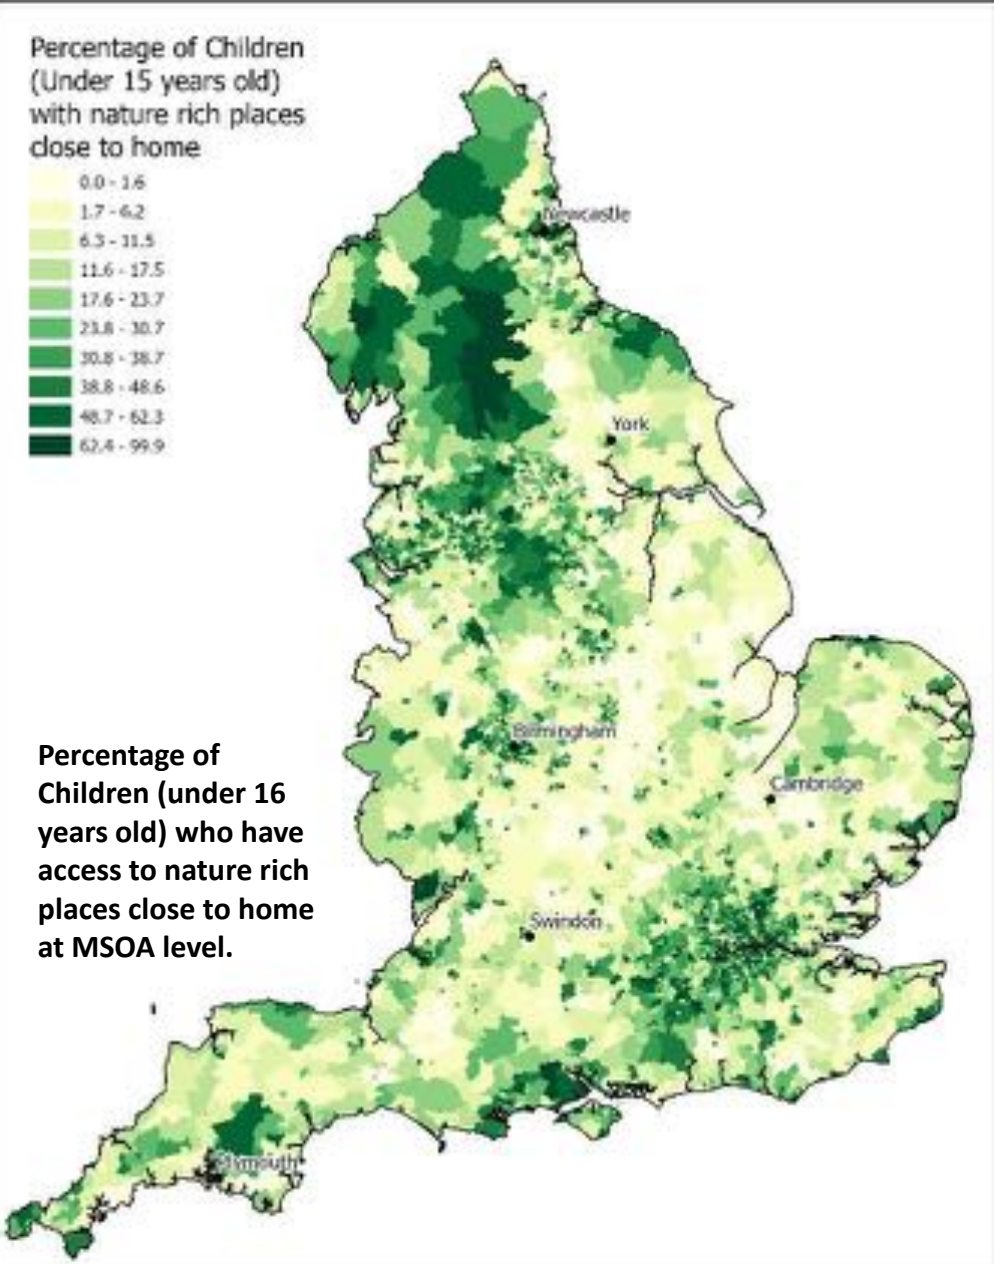 Percentage of Children
(Under 15 years old)
with nature rich places
close to home
0.0 - 1.6
1.7 - 6.2
6.3 - 11.5
11.6 - 17.5
17.6 - 23.7
23.8 - 30.7
30.8 - 38.7
38.8 - 48.6
48.7 - 62.3
62.4 - 99.9
Newcastle
York
Birmingham
Cambridge
Swindon
Plymouth
Percentage of
Children (under 16
years old) who have
access to nature rich
places close to home
at MSOA level.